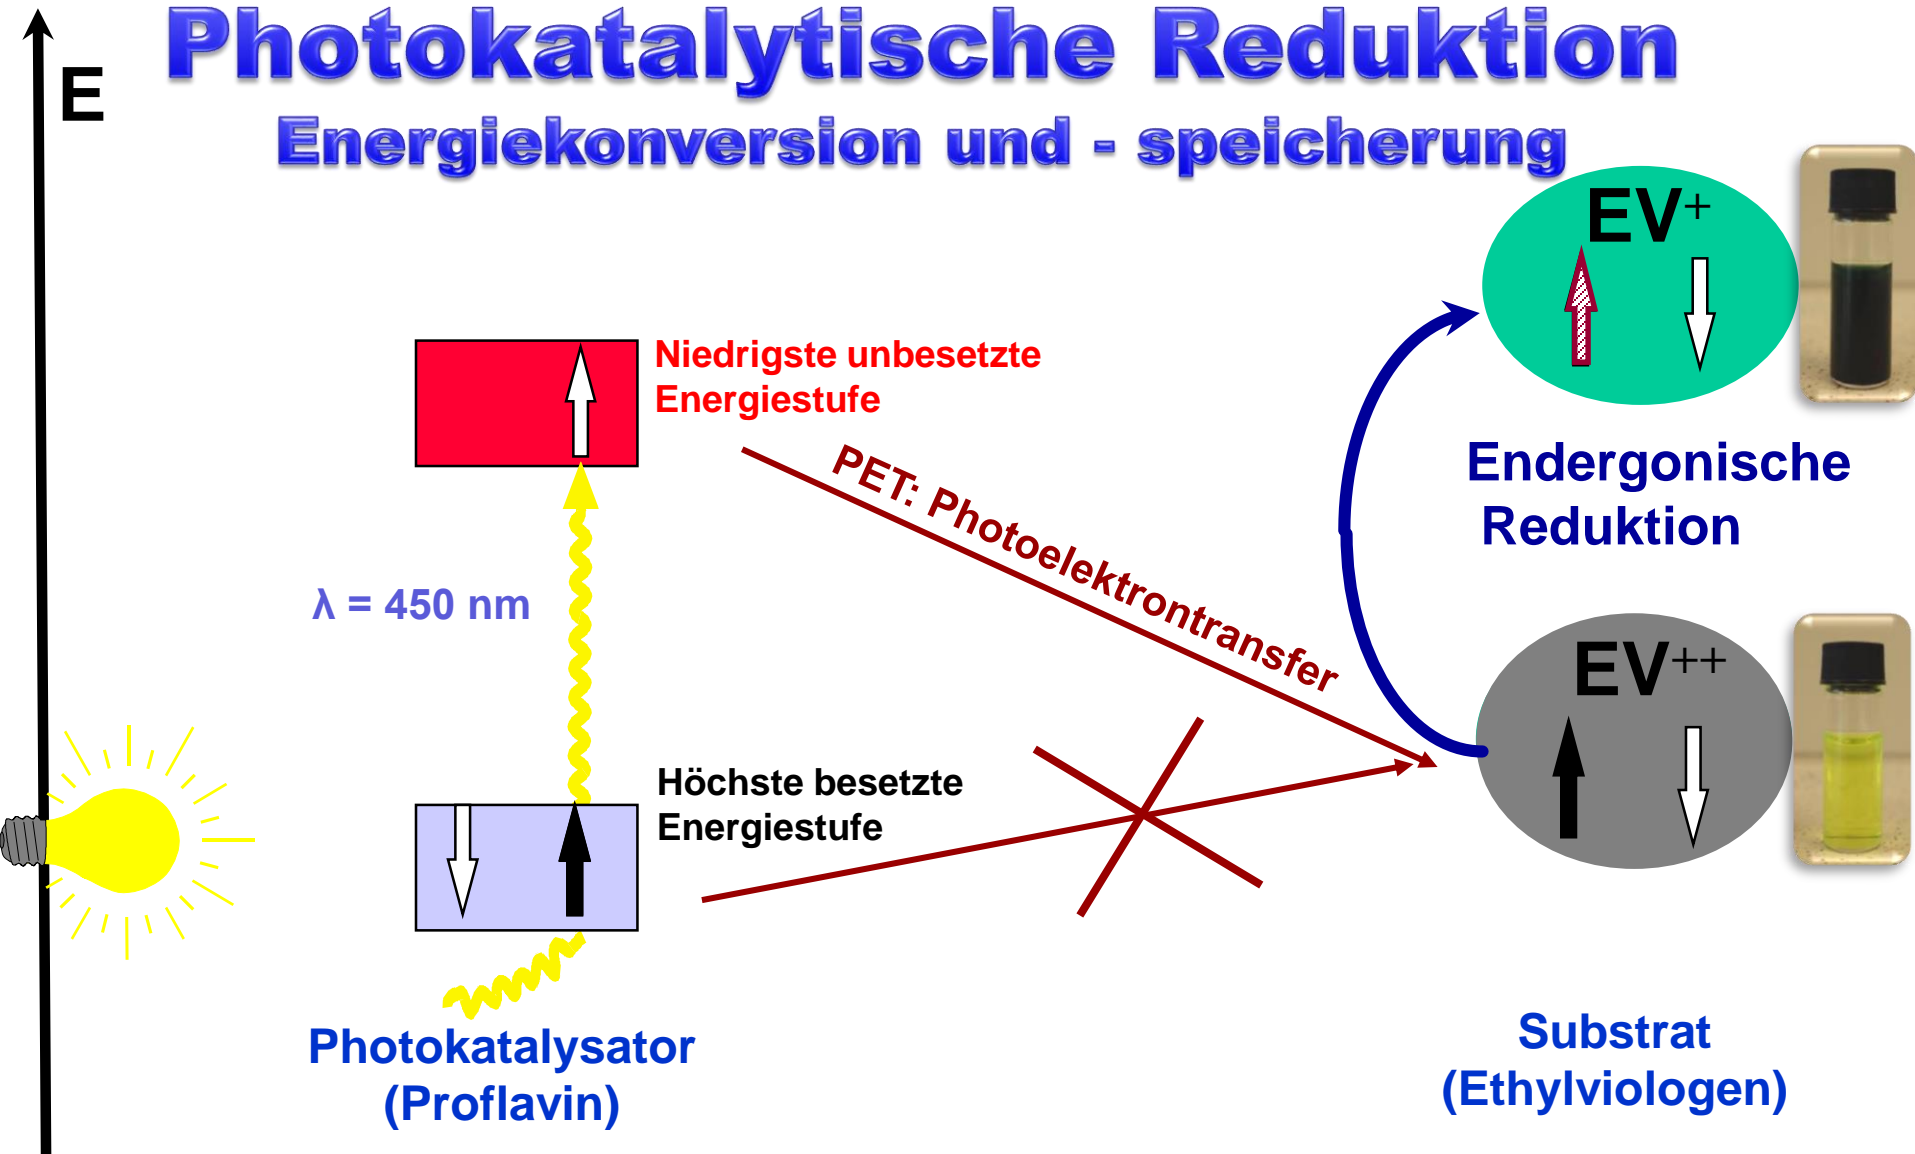 Photokatalytische Reduktion
Energiekonversion und - speicherung
E
EV+
Niedrigste unbesetzte
Energiestufe
PET: Photoelektrontransfer
Endergonische
Reduktion
λ = 450 nm
EV++
Höchste besetzte
Energiestufe
Photokatalysator
(Proflavin)
Substrat
(Ethylviologen)